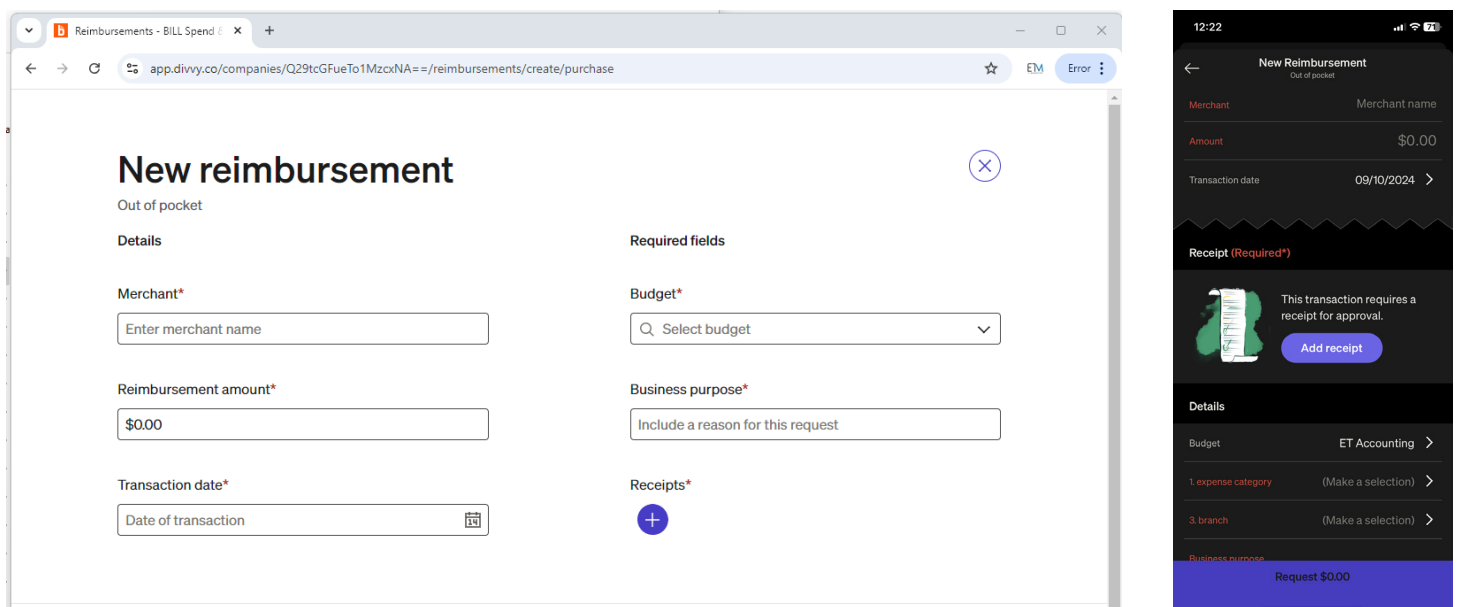 Reimbursements - BILL Spend &
app.divvy.co/companies/Q29tcGFueTo1MzcxNA==/reimbursements/create/purchase
EM
Error
New reimbursement
Out of pocket
Details
Merchant*
Enter merchant name
Reimbursement amount*
$0.00
Transaction date*
Date of transaction
14
Required fields
Budget*
Select budget
Business purpose*
Include a reason for this request
Receipts*
12:22
71
New Reimbursement
Out of pocket
Merchant Merchant name
Amount $0.00
Transaction date 09/10/2024
Receipt (Required*)
This transaction requires a
receipt for approval.
Add receipt
Details
Budget ET Accounting
1. expense category (Make a selection)
3. branch (Make a selection)
Business purpose
Request $0.00